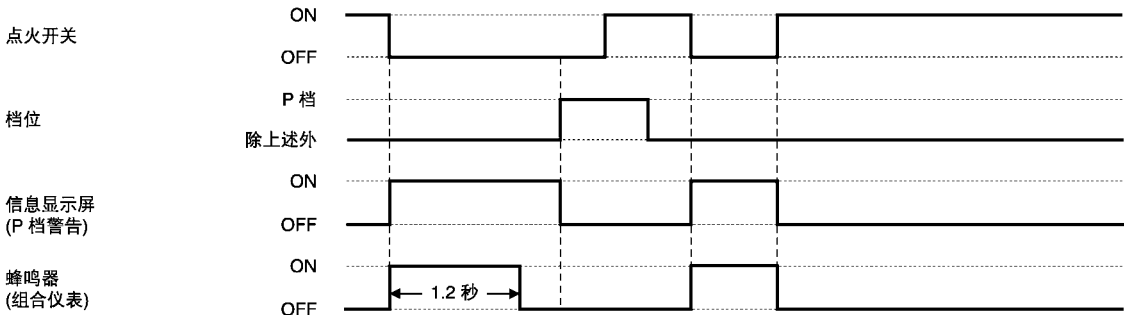 点火开关
ON
OFF
档位
P 档
除上述外
信息显示屏
(P 档警告)
ON
OFF
蜂鸣器
(组合仪表)
ON
OFF
1.2 秒